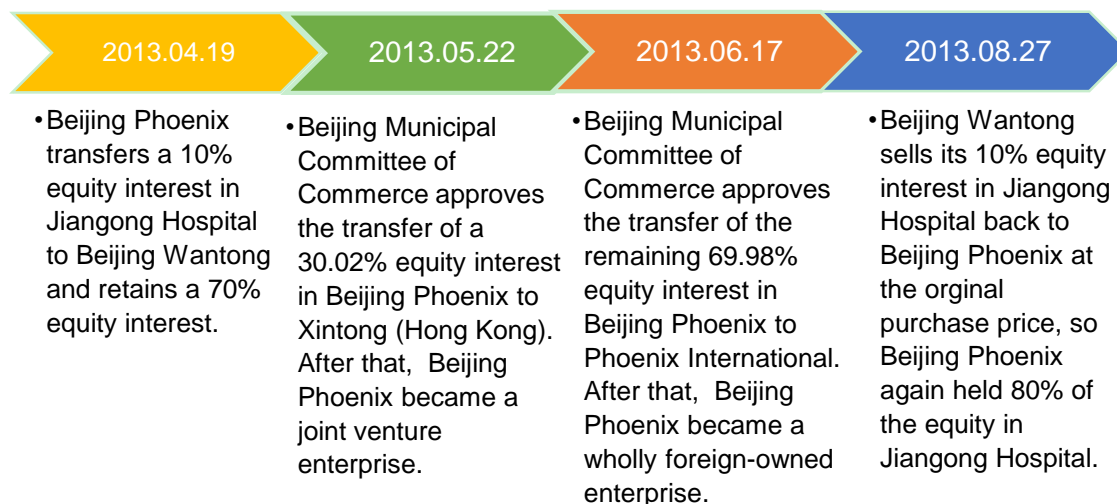 2013.04.19
•Beijing Phoenix
transfers a 10%
equity interest in
Jiangong Hospital
to Beijing Wantong
and retains a 70%
equity interest.
2013.05.22
•Beijing Municipal
Committee of
Commerce approves
the transfer of a
30.02% equity interest
in Beijing Phoenix to
Xintong (Hong Kong).
After that, Beijing
Phoenix became a
joint venture
enterprise.
2013.06.17
•Beijing Municipal
Committee of
Commerce approves
the transfer of the
remaining 69.98%
equity interest in
Beijing Phoenix to
Phoenix International.
After that, Beijing
Phoenix became a
wholly foreign-owned
enterprise.
2013.08.27
•Beijing Wantong
sells its 10% equity
interest in Jiangong
Hospital back to
Beijing Phoenix at
the orginal
purchase price, so
Beijing Phoenix
again held 80% of
the equity in
Jiangong Hospital.